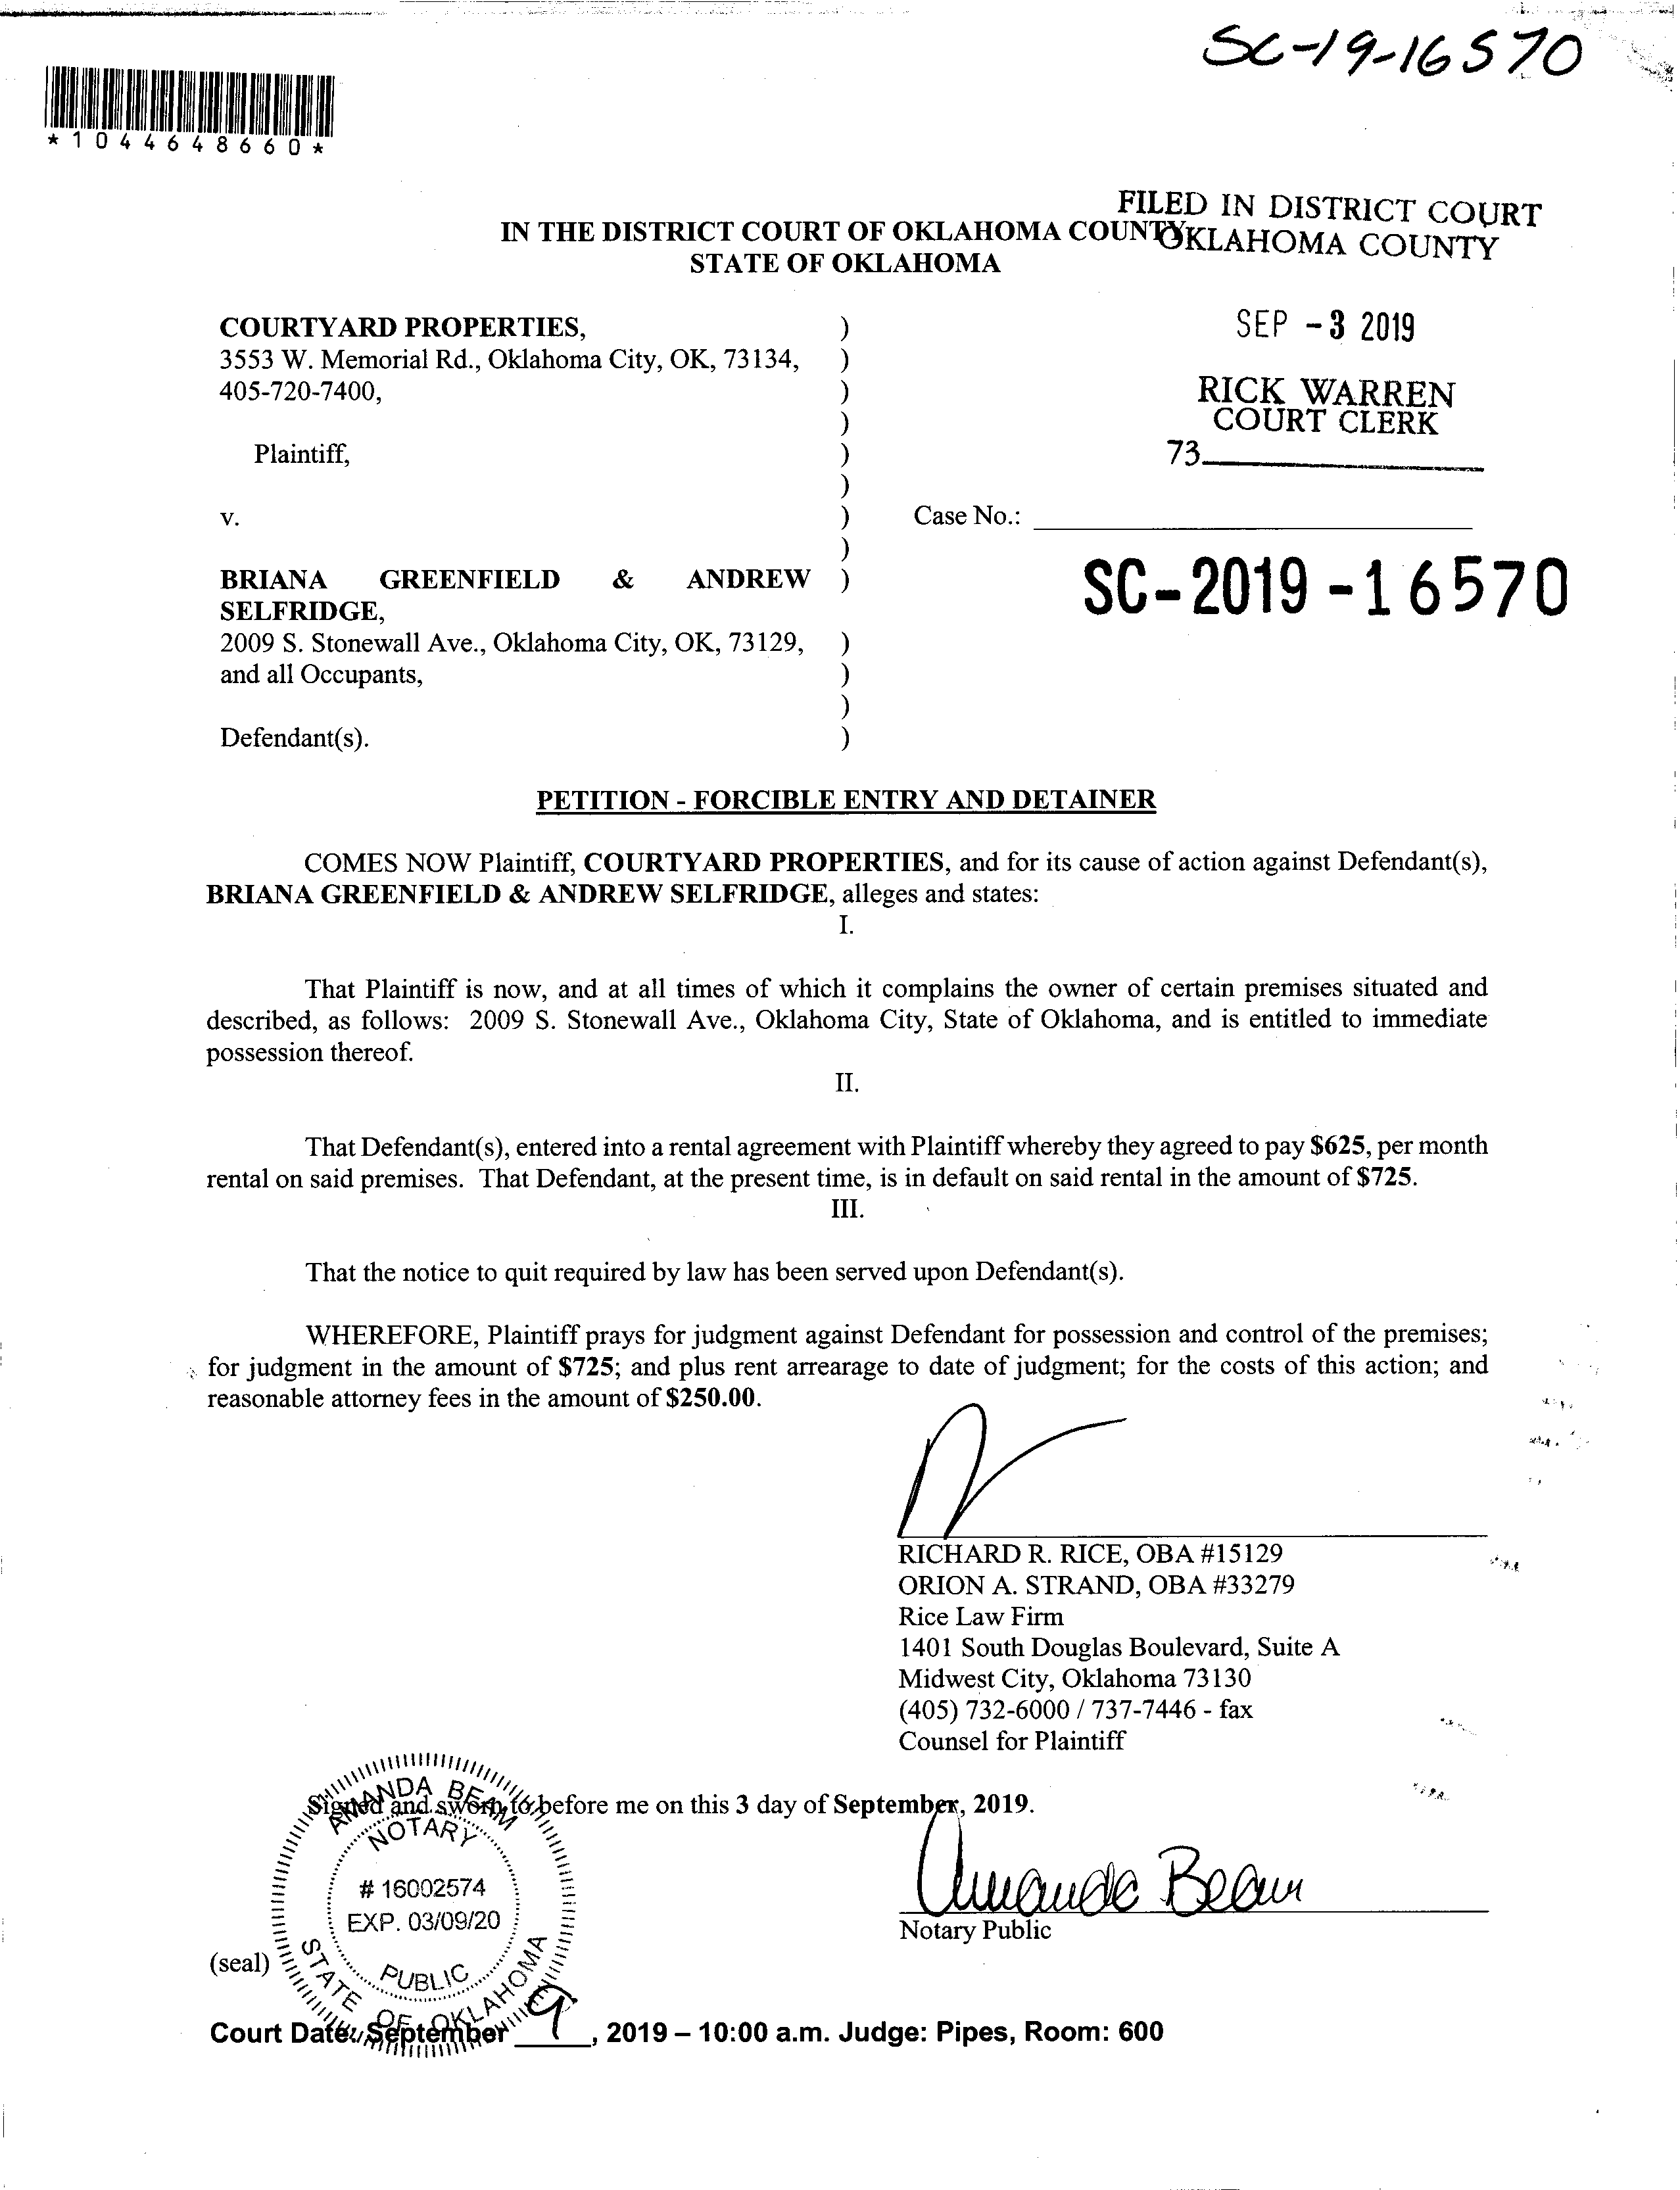 SC-19-16570
*1044648660*
FILED IN DISTRICT COURT
OKLAHOMA COUNTY
IN THE DISTRICT COURT OF OKLAHOMA COUNTY
STATE OF OKLAHOMA
SEP -3 2019
RICK WARREN
COURT CLERK
73
COURTYARD PROPERTIES, )
3553 W. Memorial Rd., Oklahoma City, OK, 73134, )
405-720-7400, )
)
Plaintiff, )
)
v. ) Case No.:
)
BRIANA GREENFIELD & ANDREW )
SELFRIDGE,
SC-2019-16570
2009 S. Stonewall Ave., Oklahoma City, OK, 73129, )
and all Occupants, )
)
Defendant(s). )
PETITION - FORCIBLE ENTRY AND DETAINER
COMES NOW Plaintiff, COURTYARD PROPERTIES, and for its cause of action against Defendant(s),
BRIANA GREENFIELD & ANDREW SELFRIDGE, alleges and states:
I.
That Plaintiff is now, and at all times of which it complains the owner of certain premises situated and
described, as follows: 2009 S. Stonewall Ave., Oklahoma City, State of Oklahoma, and is entitled to immediate
possession thereof.
II.
That Defendant(s), entered into a rental agreement with Plaintiff whereby they agreed to pay $625, per month
rental on said premises. That Defendant, at the present time, is in default on said rental in the amount of $725.
III.
That the notice to quit required by law has been served upon Defendant(s).
WHEREFORE, Plaintiff prays for judgment against Defendant for possession and control of the premises;
for judgment in the amount of $725; and plus rent arrearage to date of judgment; for the costs of this action; and
reasonable attorney fees in the amount of $250.00.
RICHARD R. RICE, OBA #15129
ORION A. STRAND, OBA #33279
Rice Law Firm
1401 South Douglas Boulevard, Suite A
Midwest City, Oklahoma 73130
(405) 732-6000 / 737-7446 - fax
Counsel for Plaintiff
Signed and sworn to before me on this 3 day of September, 2019.
AMANDA BEAM
NOTARY
# 16002574
EXP. 03/09/20
PUBLIC
STATE OF OKLAHOMA
Amanda Beam
Notary Public
(seal)
Court Date: September 9, 2019 – 10:00 a.m. Judge: Pipes, Room: 600